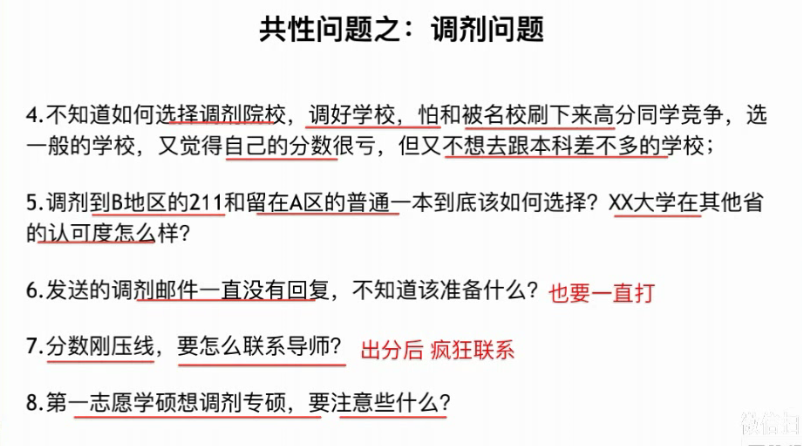 共性问题之：调剂问题
4.不知道如何选择调剂院校，调好学校，怕和被名校刷下来高分同学竞争，选
一般的学校，又觉得自己的分数很亏，但又不想去跟本科差不多的学校；
5.调剂到B地区的211和留在A区的普通一本到底该如何选择？XX大学在其他省
的认可度怎么样？
6.发送的调剂邮件一直没有回复，不知道该准备什么？也要一直打
7.分数刚压线，要怎么联系导师？ 出分后 疯狂联系
8.第一志愿学硕想调剂专硕，要注意些什么？